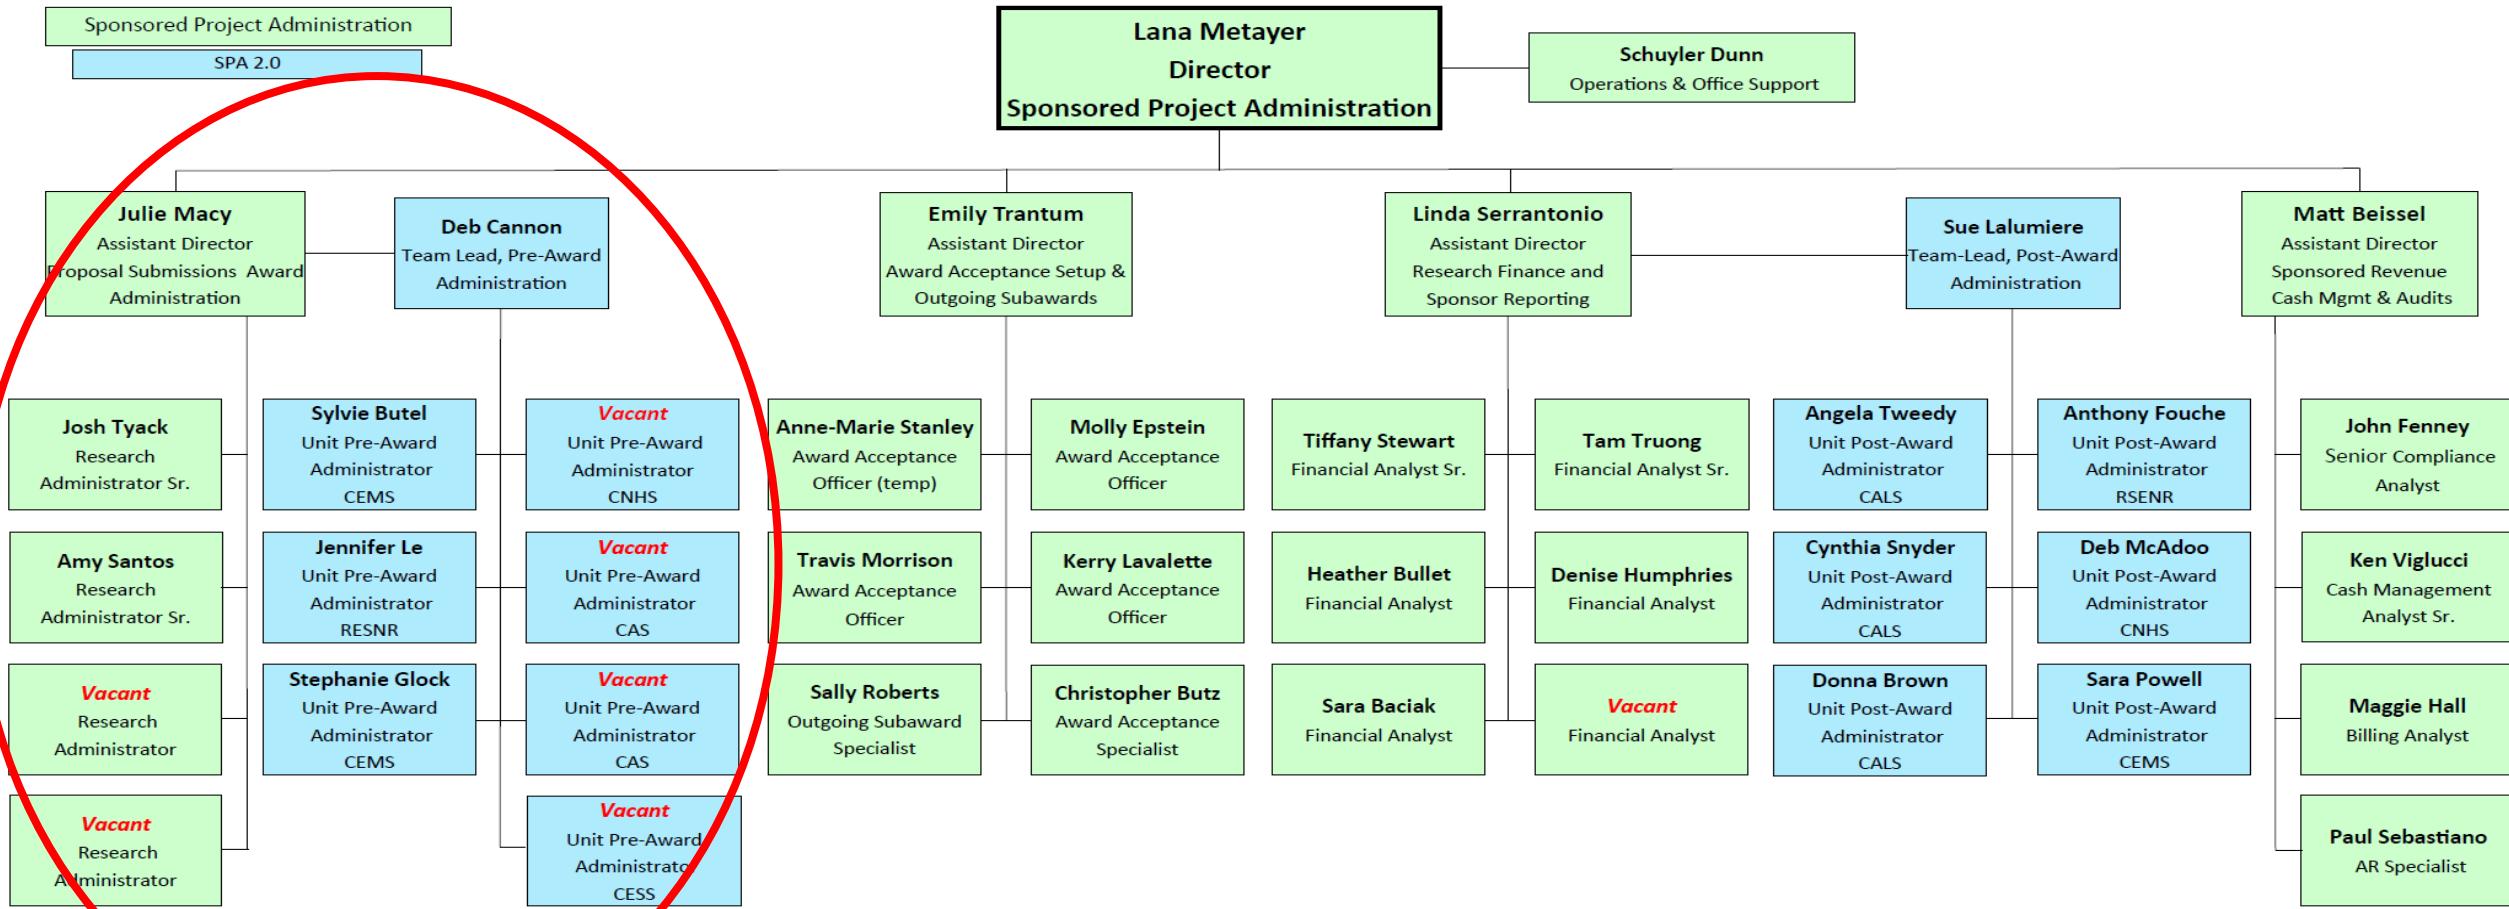 Sponsored Project Administration
SPA 2.0
Lana Metayer
Director
Sponsored Project Administration
Schuyler Dunn
Operations & Office Support
Julie Macy
Assistant Director
Proposal Submissions Award
Administration
Deb Cannon
Team Lead, Pre-Award
Administration
Emily Trantum
Assistant Director
Award Acceptance Setup &
Outgoing Subawards
Linda Serrantonio
Assistant Director
Research Finance and
Sponsor Reporting
Sue Lalumiere
Team-Lead, Post-Award
Administration
Matt Beissel
Assistant Director
Sponsored Revenue
Cash Mgmt & Audits
Josh Tyack
Research
Administrator Sr.
Sylvie Butel
Unit Pre-Award
Administrator
CEMS
Vacant
Unit Pre-Award
Administrator
CNHS
Anne-Marie Stanley
Award Acceptance
Officer (temp)
Molly Epstein
Award Acceptance
Officer
Tiffany Stewart
Financial Analyst Sr.
Tam Truong
Financial Analyst Sr.
Angela Tweedy
Unit Post-Award
Administrator
CALS
Anthony Fouche
Unit Post-Award
Administrator
RSENR
John Fenney
Senior Compliance
Analyst
Amy Santos
Research
Administrator Sr.
Jennifer Le
Unit Pre-Award
Administrator
RESNR
Vacant
Unit Pre-Award
Administrator
CAS
Travis Morrison
Award Acceptance
Officer
Kerry Lavalette
Award Acceptance
Officer
Heather Bullet
Financial Analyst
Denise Humphries
Financial Analyst
Cynthia Snyder
Unit Post-Award
Administrator
CALS
Deb McAdoo
Unit Post-Award
Administrator
CNHS
Ken Viglucci
Cash Management
Analyst Sr.
Vacant
Research
Administrator
Stephanie Glock
Unit Pre-Award
Administrator
CEMS
Vacant
Unit Pre-Award
Administrator
CAS
Sally Roberts
Outgoing Subaward
Specialist
Christopher Butz
Award Acceptance
Specialist
Sara Baciak
Financial Analyst
Vacant
Financial Analyst
Donna Brown
Unit Post-Award
Administrator
CALS
Sara Powell
Unit Post-Award
Administrator
CEMS
Maggie Hall
Billing Analyst
Vacant
Research
Administrator
Vacant
Unit Pre-Award
Administrator
CESS
Paul Sebastiano
AR Specialist